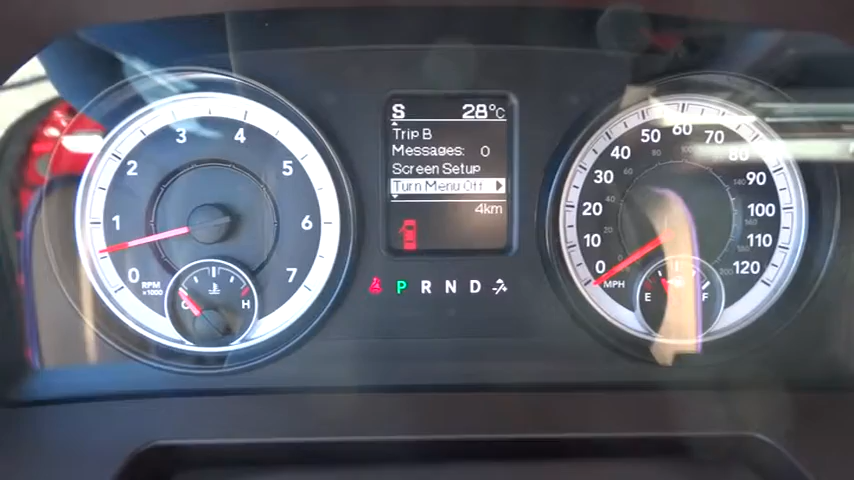 S 28°C
Trip B
Messages: 0
Screen Setup
Turn Menu Off
4km
0 1 2 3 4 5 6 7
RPM
x1000
C H
P R N D
0 10 20 30 40 50 60 70 80 90 100 110 120
MPH
E F